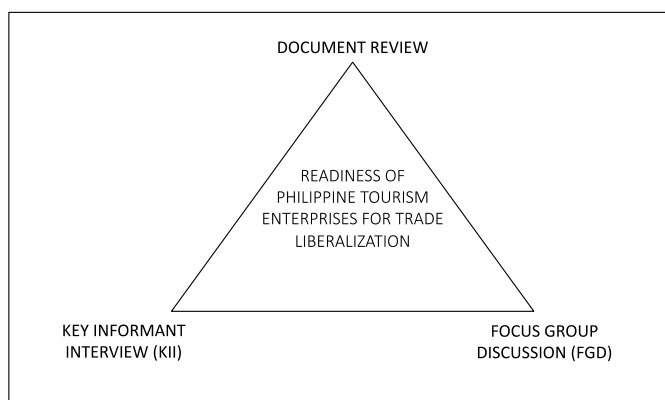 DOCUMENT REVIEW
READINESS OF
PHILIPPINE TOURISM
ENTERPRISES FOR TRADE
LIBERALIZATION
KEY INFORMANT
INTERVIEW (KII)
FOCUS GROUP
DISCUSSION (FGD)